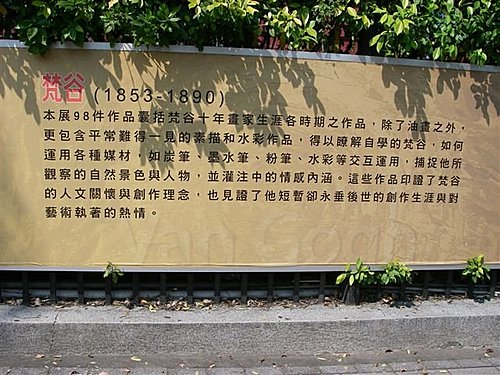 梵谷 (1853-1890)
本展98件作品囊括梵谷十年畫家生涯各時期之作品，除了油畫之外，
更包含平常難得一見的素描和水彩作品，得以瞭解自學的梵谷，如何
運用各種媒材，如炭筆、墨水筆、粉筆、水彩等交互運用，捕捉他所
觀察的自然景色與人物，並灌注中的情感內涵。這些作品印證了梵谷
的人文關懷與創作理念，也見證了他短暫卻永垂後世的創作生涯與對
藝術執著的熱情。
Van Gogh